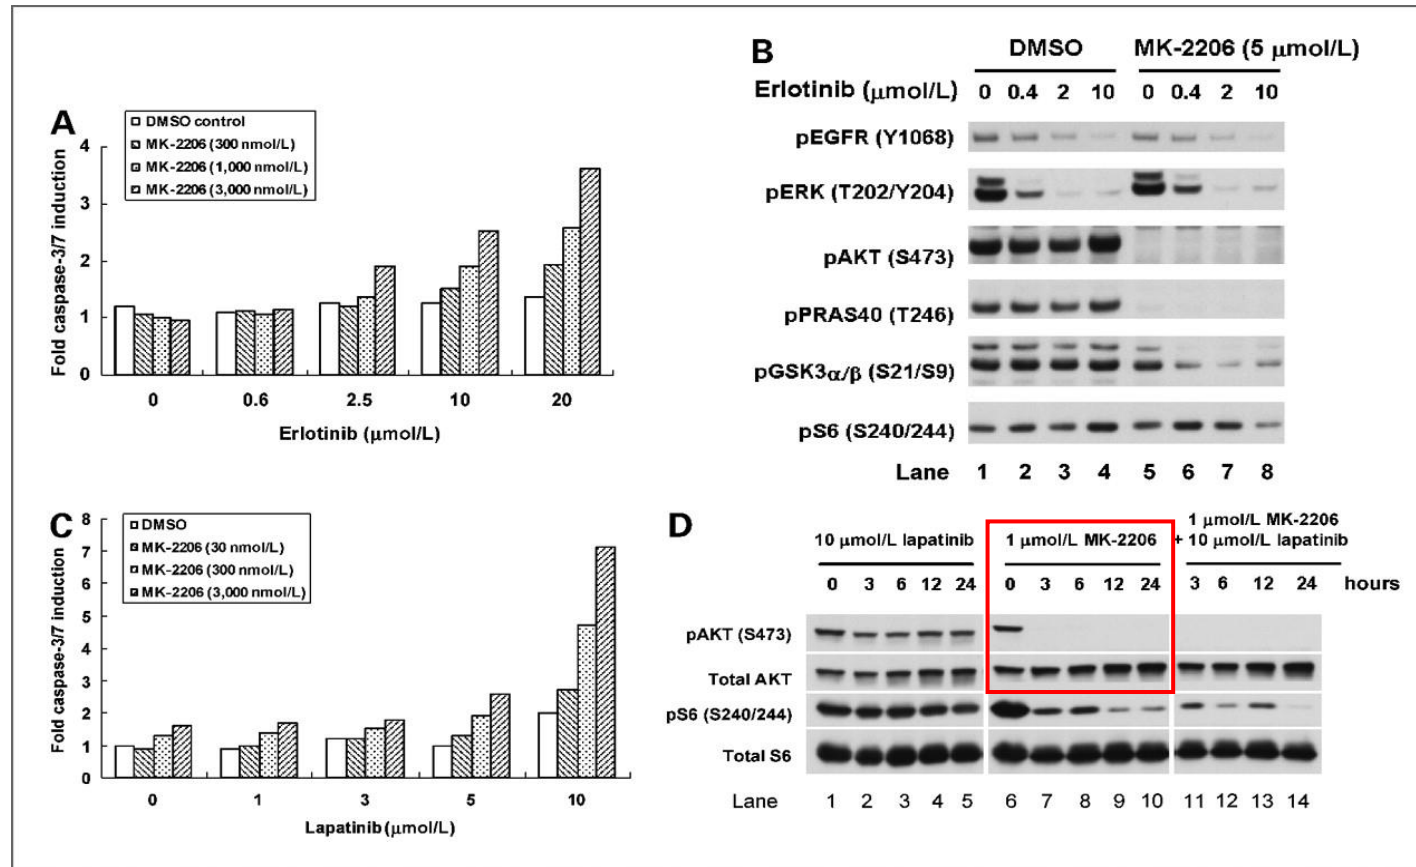 A
DMSO control
MK-2206 (300 nmol/L)
MK-2206 (1,000 nmol/L)
MK-2206 (3,000 nmol/L)
Fold caspase-3/7 induction
4
3
2
1
0
0 0.6 2.5 10 20
Erlotinib (μmol/L)
B
DMSO MK-2206 (5 μmol/L)
Erlotinib (μmol/L) 0 0.4 2 10 0 0.4 2 10
pEGFR (Y1068)
pERK (T202/Y204)
pAKT (S473)
pPRAS40 (T246)
pGSK3α/β (S21/S9)
pS6 (S240/244)
Lane 1 2 3 4 5 6 7 8
C
DMSO
MK-2206 (30 nmol/L)
MK-2206 (300 nmol/L)
MK-2206 (3,000 nmol/L)
Fold caspase-3/7 induction
8
7
6
5
4
3
2
1
0
0 1 3 5 10
Lapatinib (μmol/L)
D
10 μmol/L lapatinib 1 μmol/L MK-2206 1 μmol/L MK-2206
+ 10 μmol/L lapatinib
0 3 6 12 24 0 3 6 12 24 3 6 12 24 hours
pAKT (S473)
Total AKT
pS6 (S240/244)
Total S6
Lane 1 2 3 4 5 6 7 8 9 10 11 12 13 14